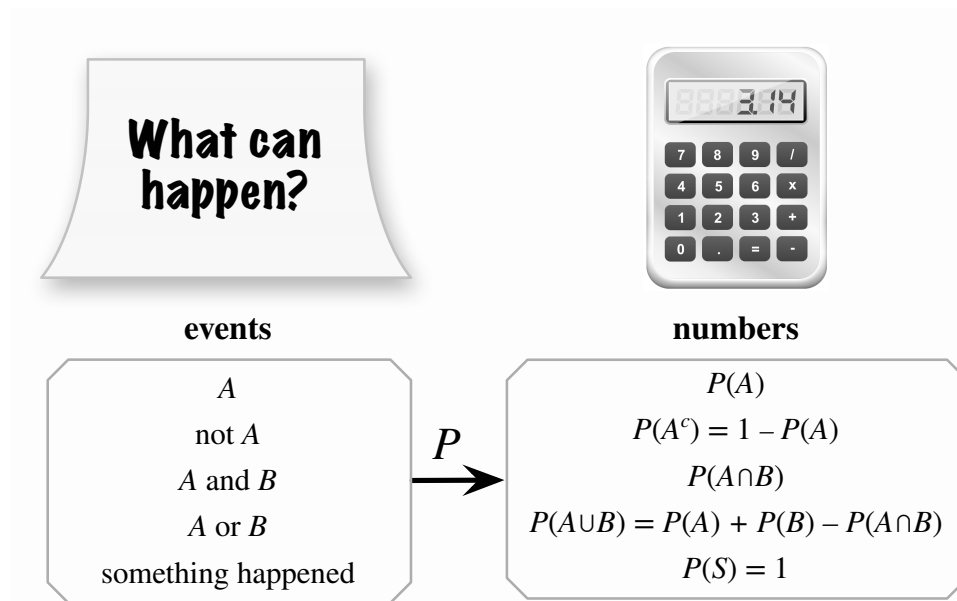 What can
happen?
3.14
7 8 9 /
4 5 6 x
1 2 3 +
0 . = -
events
numbers
A
not A
A and B
A or B
something happened
P
P(A)
P(Aᶜ) = 1 – P(A)
P(A∩B)
P(A∪B) = P(A) + P(B) – P(A∩B)
P(S) = 1